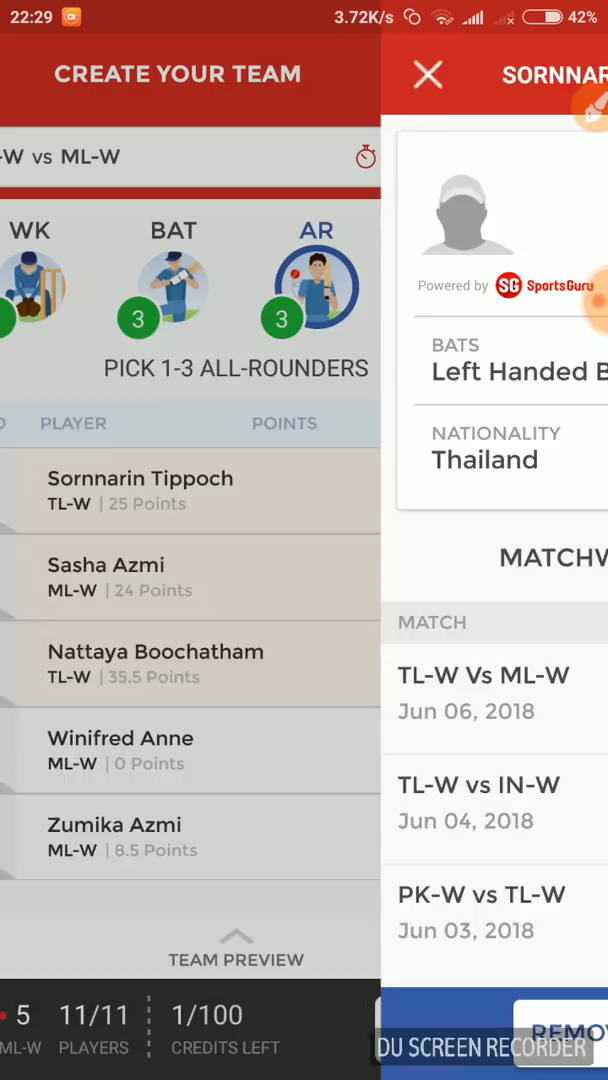 22:29
3.72K/s
42%
CREATE YOUR TEAM
-W vs ML-W
WK
BAT
AR
3
3
PICK 1-3 ALL-ROUNDERS
PLAYER
POINTS
Sornnarin Tippoch
TL-W | 25 Points
Sasha Azmi
ML-W | 24 Points
Nattaya Boochatham
TL-W | 35.5 Points
Winifred Anne
ML-W | 0 Points
Zumika Azmi
ML-W | 8.5 Points
TEAM PREVIEW
5
11/11
1/100
ML-W
PLAYERS
CREDITS LEFT
SORNNAR
Powered by SG SportsGuru
BATS
Left Handed B
NATIONALITY
Thailand
MATCHW
MATCH
TL-W Vs ML-W
Jun 06, 2018
TL-W vs IN-W
Jun 04, 2018
PK-W vs TL-W
Jun 03, 2018
REMO
DU SCREEN RECORDER